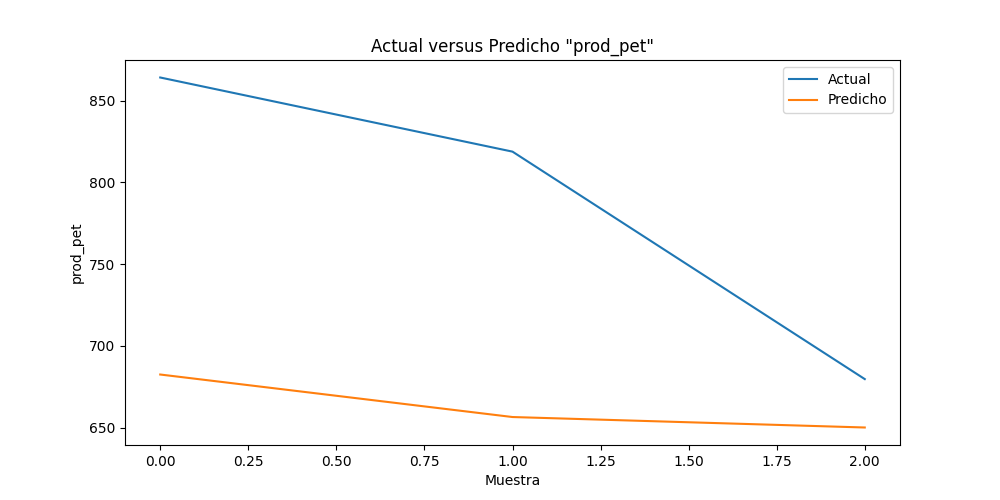 Actual versus Predicho "prod_pet"
Actual
Predicho
850
800
750
700
650
prod_pet
0.00 0.25 0.50 0.75 1.00 1.25 1.50 1.75 2.00
Muestra